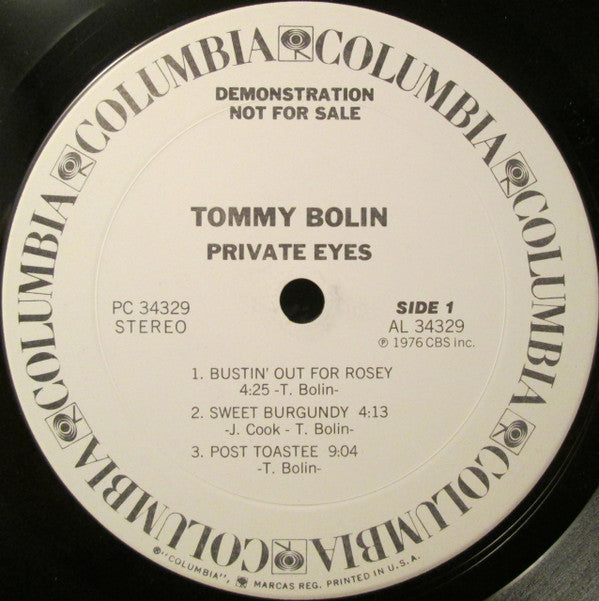 COLUMBIA COLUMBIA COLUMBIA COLUMBIA COLUMBIA COLUMBIA COLUMBIA
DEMONSTRATION
NOT FOR SALE
TOMMY BOLIN
PRIVATE EYES
PC 34329
STEREO
SIDE 1
AL 34329
℗ 1976 CBS Inc.
1. BUSTIN' OUT FOR ROSEY
4:25 -T. Bolin-
2. SWEET BURGUNDY 4:13
-J. Cook - T. Bolin-
3. POST TOASTEE 9:04
-T. Bolin-
®"COLUMBIA", MARCAS REG. PRINTED IN U.S.A.